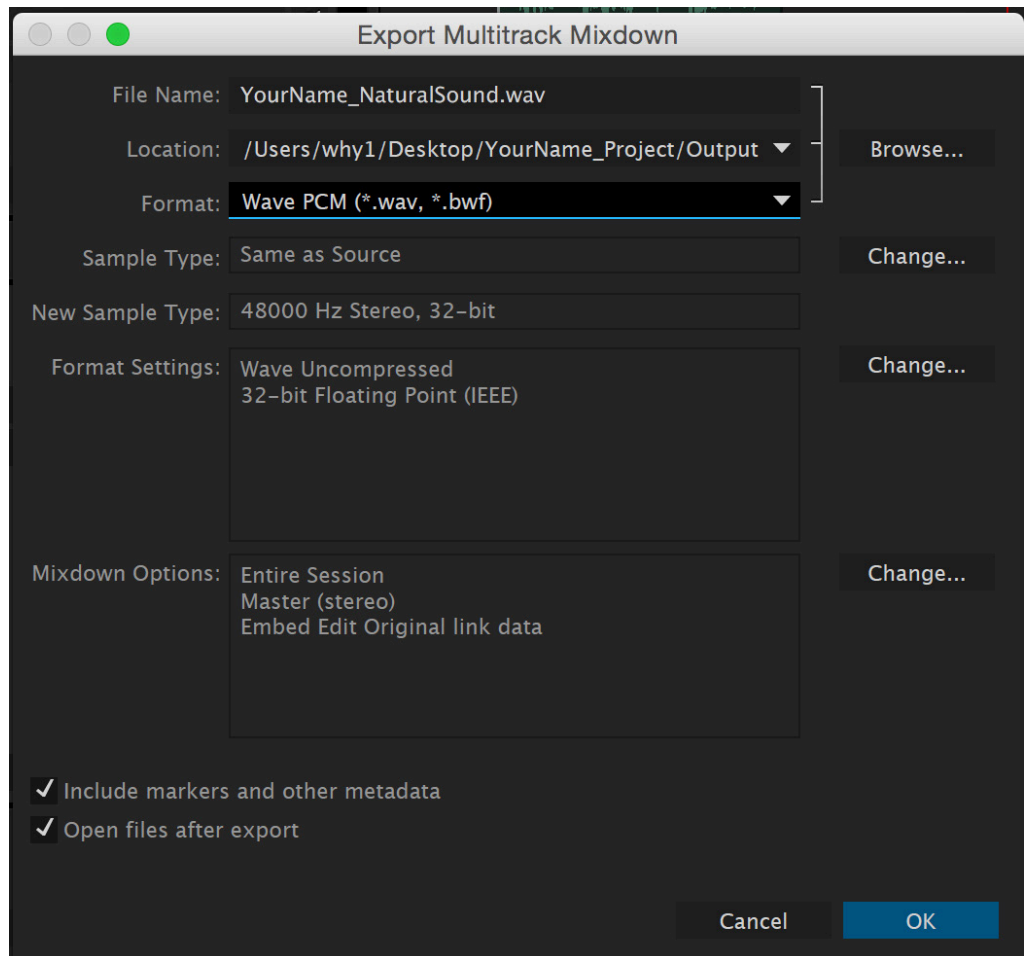 Export Multitrack Mixdown
File Name: YourName_NaturalSound.wav
Location: /Users/why1/Desktop/YourName_Project/Output Browse...
Format: Wave PCM (*.wav, *.bwf)
Sample Type: Same as Source Change...
New Sample Type: 48000 Hz Stereo, 32-bit
Format Settings: Wave Uncompressed Change...
32-bit Floating Point (IEEE)
Mixdown Options: Entire Session Change...
Master (stereo)
Embed Edit Original link data
Include markers and other metadata
Open files after export
Cancel OK